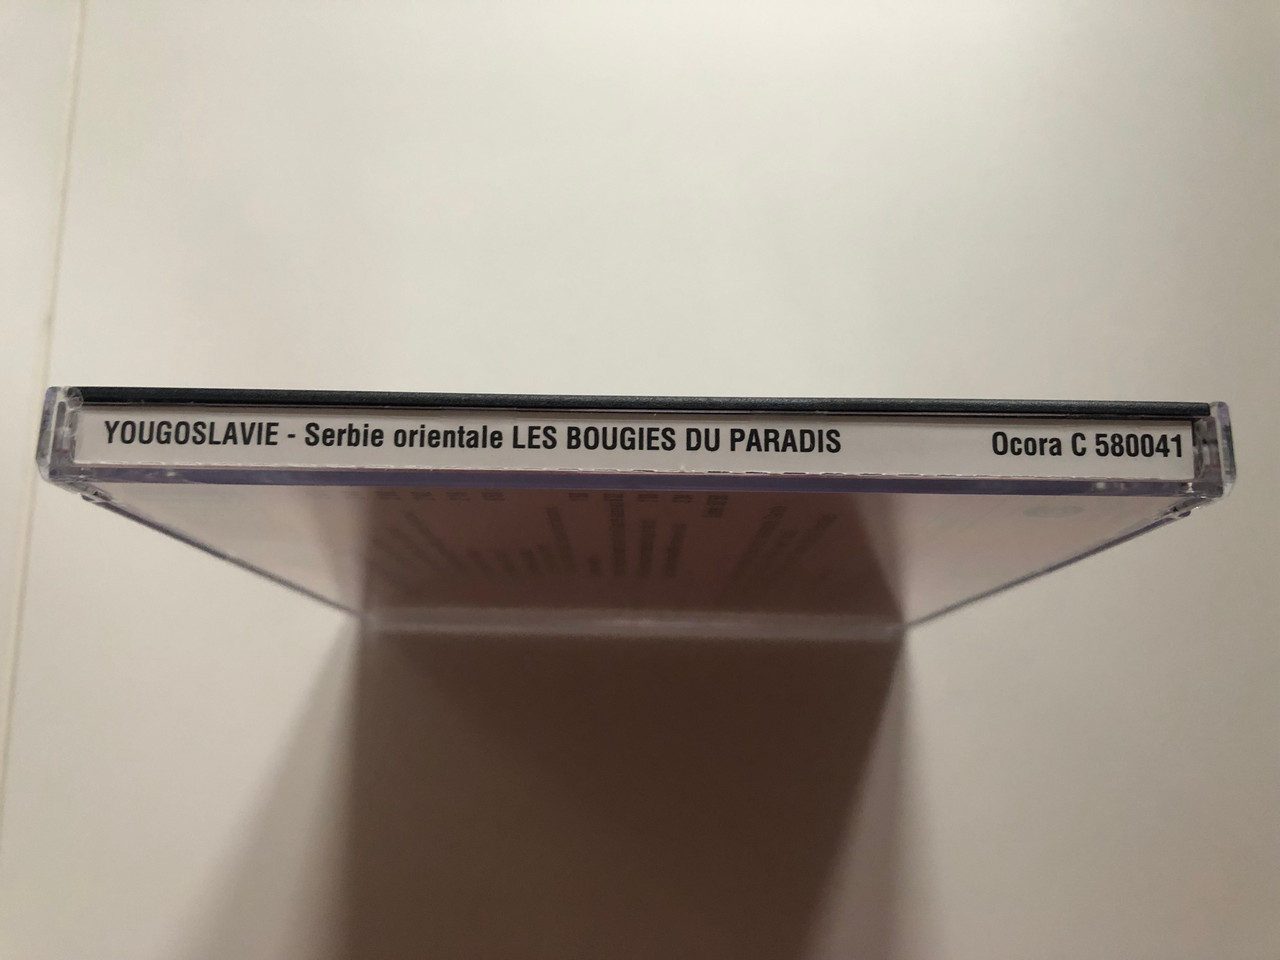 YOUGOSLAVIE - Serbie orientale LES BOUGIES DU PARADIS Ocora C 580041